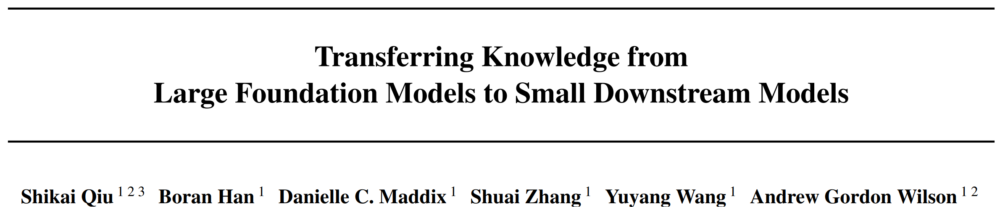 Transferring Knowledge from
Large Foundation Models to Small Downstream Models
Shikai Qiu 1 2 3 Boran Han 1 Danielle C. Maddix 1 Shuai Zhang 1 Yuyang Wang 1 Andrew Gordon Wilson 1 2